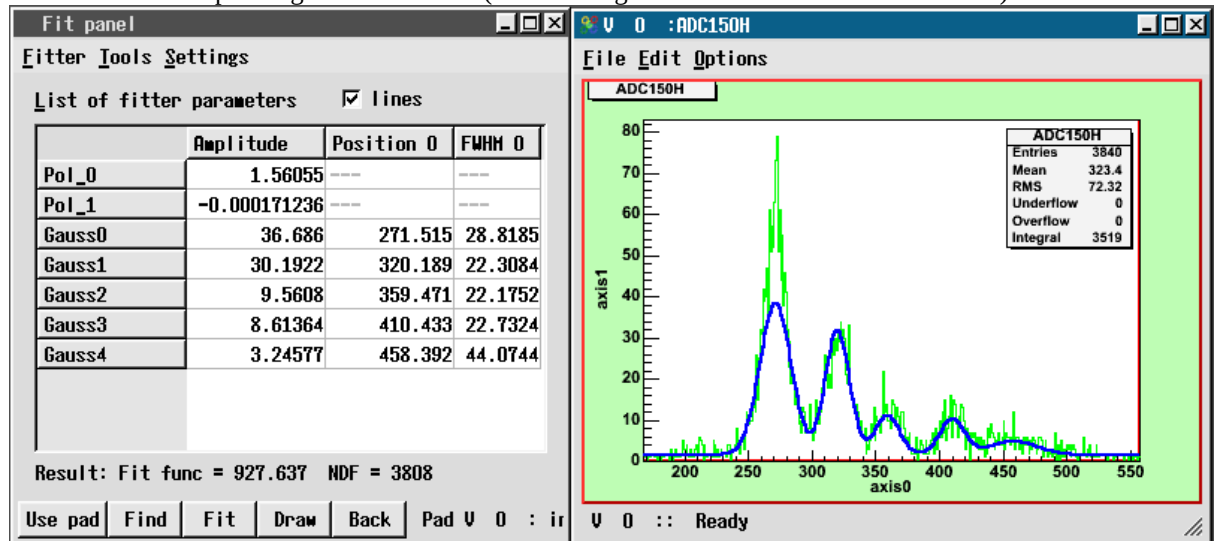 Fit panel
Fitter Tools Settings
List of fitter parameters lines
Amplitude Position 0 FWHM 0
Pol_0 1.56055 --- ---
Pol_1 -0.000171236 --- ---
Gauss0 36.686 271.515 28.8185
Gauss1 30.1922 320.189 22.3084
Gauss2 9.5608 359.471 22.1752
Gauss3 8.61364 410.433 22.7324
Gauss4 3.24577 458.392 44.0744
Result: Fit func = 927.637 NDF = 3808
Use pad Find Fit Draw Back Pad V 0 : in
V 0 :ADC150H
File Edit Options
ADC150H
80
70
60
50
40
30
20
10
0
axis1
ADC150H
Entries 3840
Mean 323.4
RMS 72.32
Underflow 0
Overflow 0
Integral 3519
200 250 300 350 400 450 500 550
axis0
V 0 :: Ready